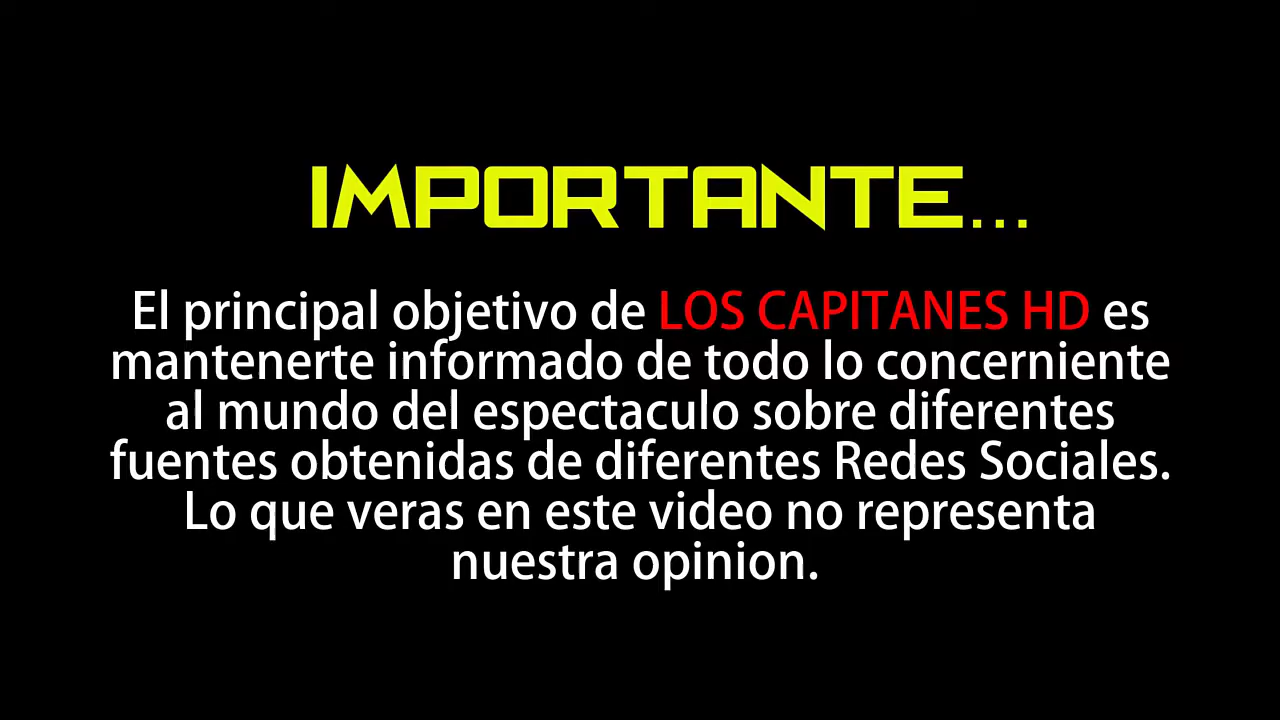 IMPORTANTE...
El principal objetivo de LOS CAPITANES HD es
mantenerte informado de todo lo concerniente
al mundo del espectaculo sobre diferentes
fuentes obtenidas de diferentes Redes Sociales.
Lo que veras en este video no representa
nuestra opinion.